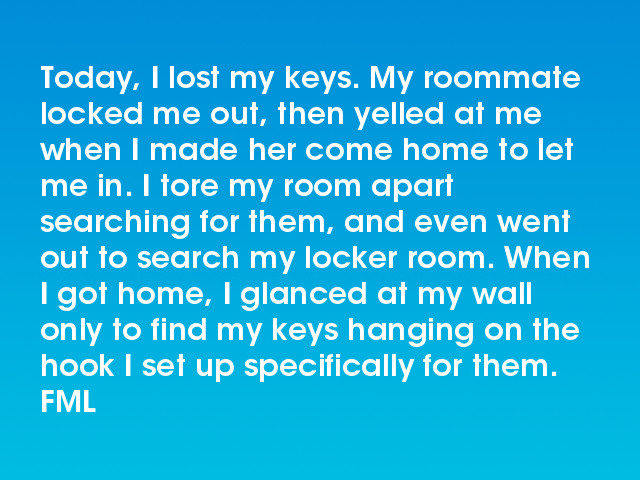 Today, I lost my keys. My roommate
locked me out, then yelled at me
when I made her come home to let
me in. I tore my room apart
searching for them, and even went
out to search my locker room. When
I got home, I glanced at my wall
only to find my keys hanging on the
hook I set up specifically for them.
FML